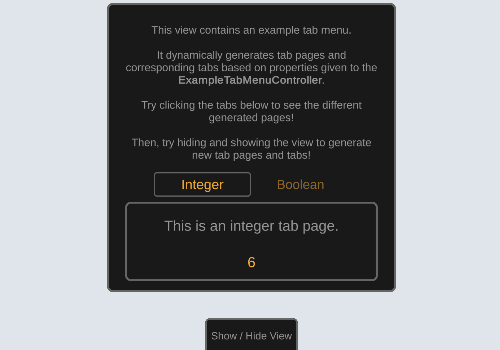 This view contains an example tab menu.
It dynamically generates tab pages and
corresponding tabs based on properties given to the
ExampleTabMenuController.
Try clicking the tabs below to see the different
generated pages!
Then, try hiding and showing the view to generate
new tab pages and tabs!
Integer Boolean
This is an integer tab page.
6
Show / Hide View